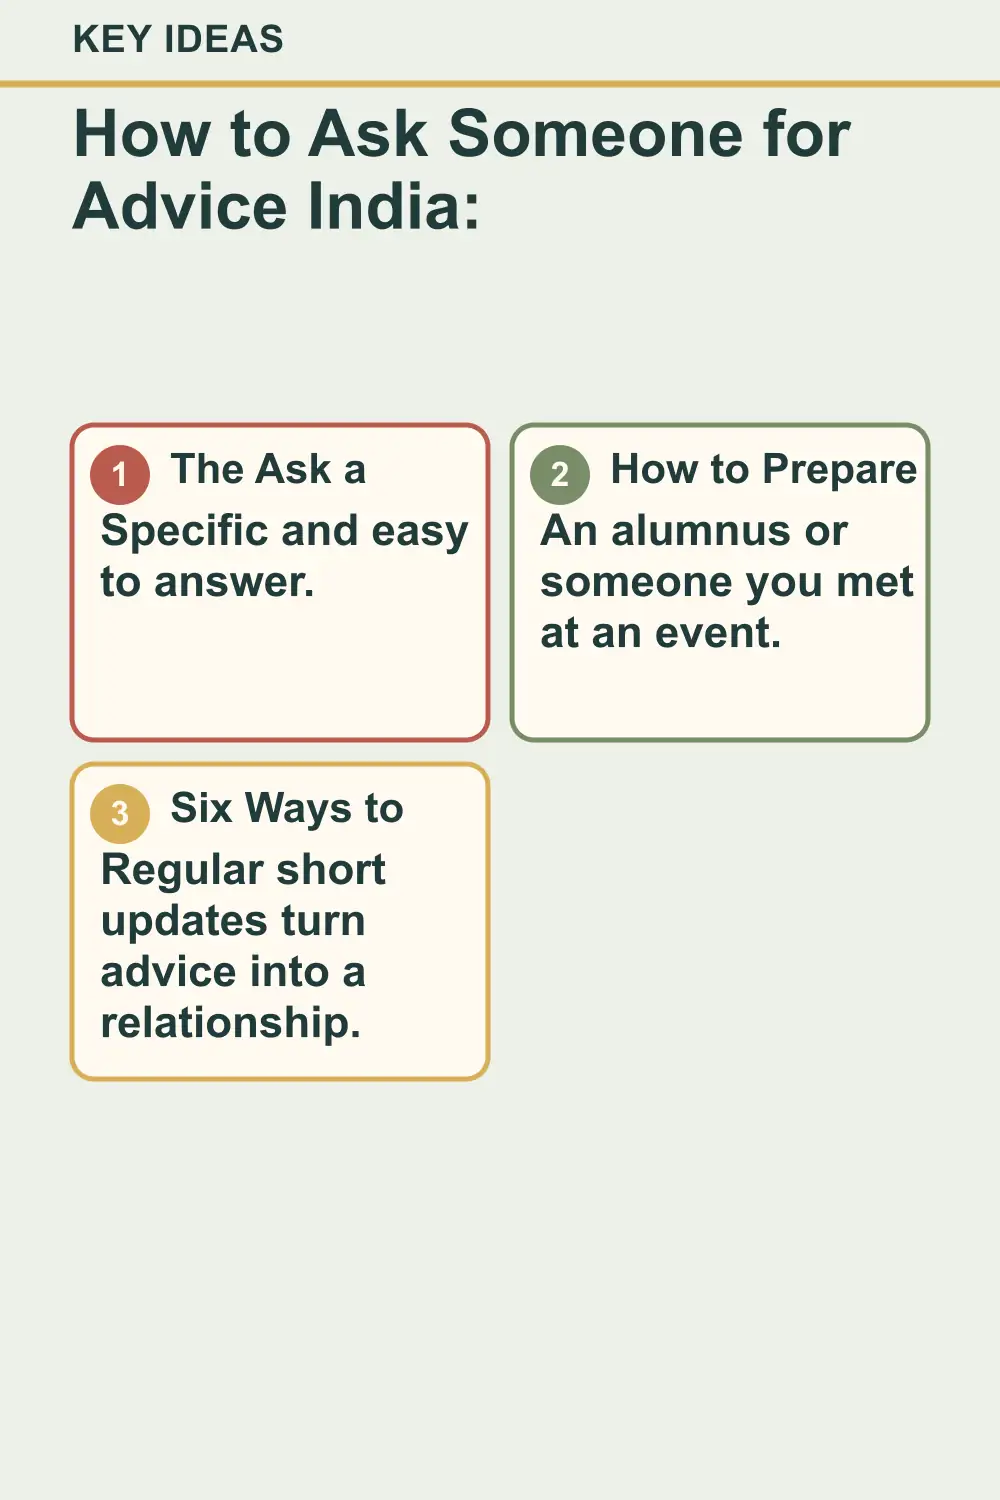 KEY IDEAS
How to Ask Someone for
Advice India:
1 The Ask a
Specific and easy
to answer.
2 How to Prepare
An alumnus or
someone you met
at an event.
3 Six Ways to
Regular short
updates turn
advice into a
relationship.